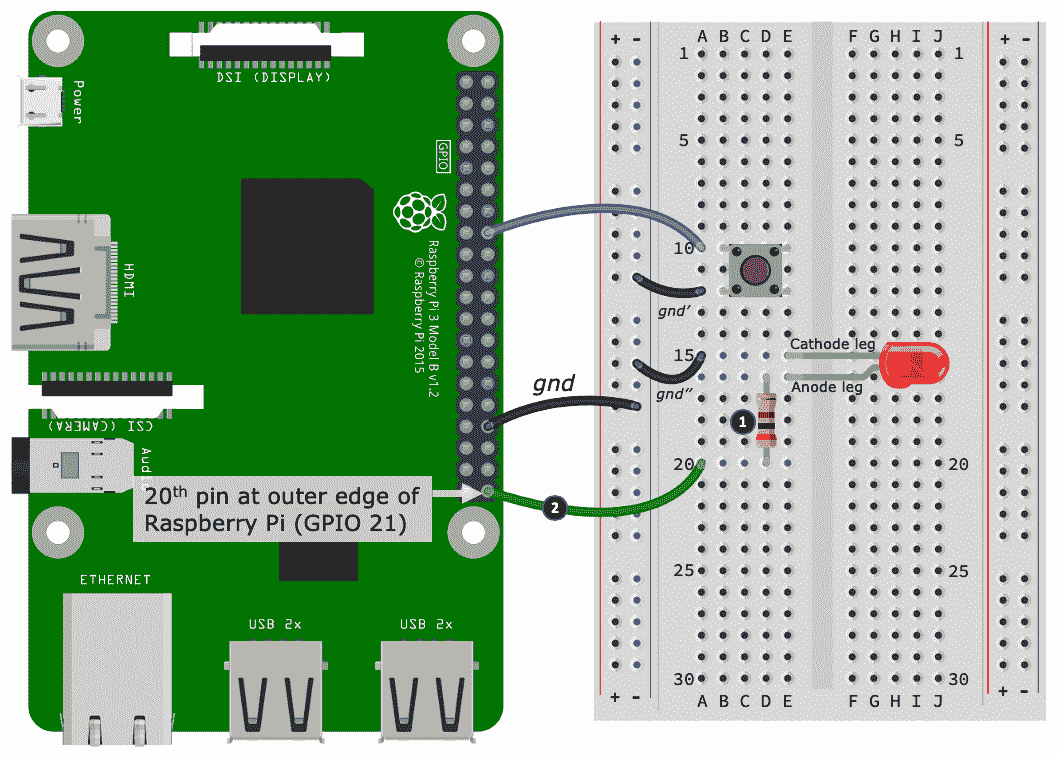 DSI (DISPLAY)
Power
GPIO
HDMI
Raspberry Pi 3 Model B v1.2
© Raspberry Pi 2015
CSI (CAMERA)
Aud
20th pin at outer edge of
Raspberry Pi (GPIO 21)
ETHERNET
USB 2x
USB 2x
gnd
2
+ - A B C D E F G H I J + -
1 1
5 5
10
gnd’
15
gnd”
Cathode leg
Anode leg
1
20 20
25 25
30 30
+ - A B C D E F G H I J + -